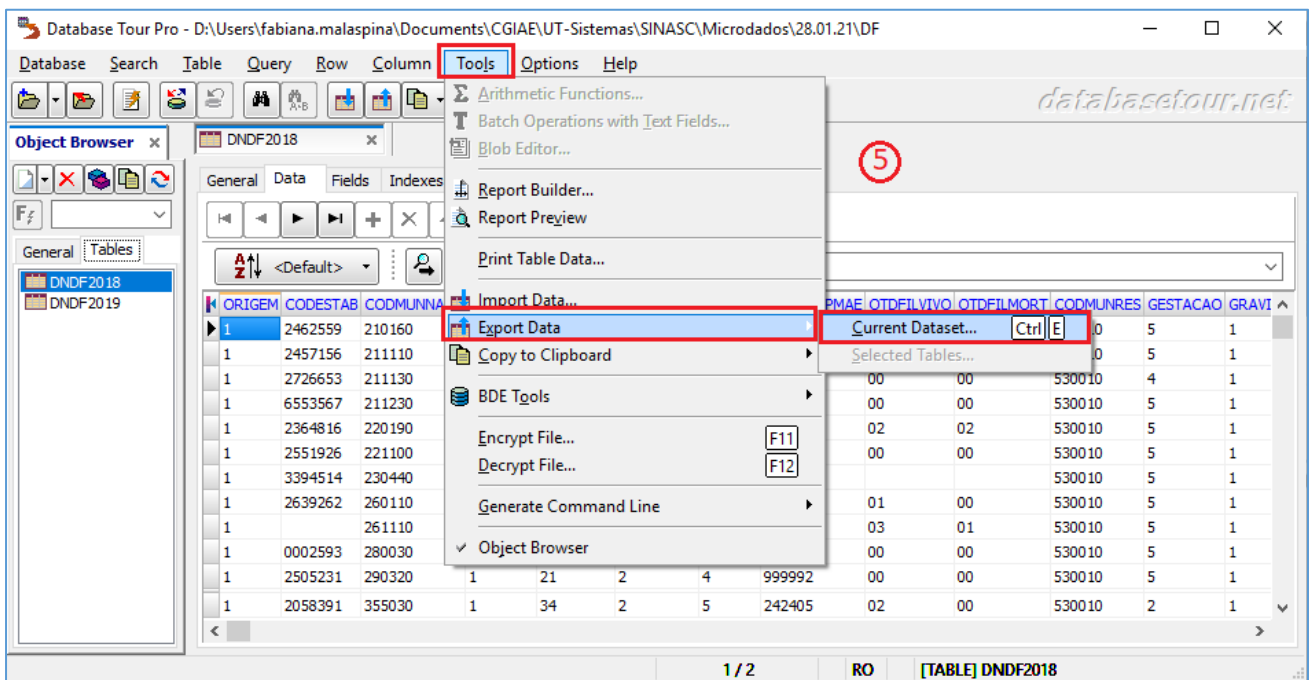 Database Tour Pro - D:\Users\fabiana.malaspina\Documents\CGIAE\UT-Sistemas\SINASC\Microdados\28.01.21\DF
Database Search Table Query Row Column Tools Options Help
databasetour.net
Object Browser
DNDF2018
General Data Fields Indexes
General Tables
DNDF2018
DNDF2019
<Default>
Arithmetic Functions...
Batch Operations with Text Fields...
Blob Editor...
Report Builder...
Report Preview
Print Table Data...
Import Data...
Export Data
Copy to Clipboard
BDE Tools
Encrypt File... F11
Decrypt File... F12
Generate Command Line
Object Browser
5
Current Dataset... Ctrl E
Selected Tables...
ORIGEM CODESTAB CODMUNNA PMAE QTDFILVIVO QTDFILMORT CODMUNRES GESTACAO GRAVI
1 2462559 210160 0 5 1
1 2457156 211110 0 5 1
1 2726653 211130 00 00 530010 4 1
1 6553567 211230 00 00 530010 5 1
1 2364816 220190 02 02 530010 5 1
1 2551926 221100 00 00 530010 5 1
1 3394514 230440 530010 5 1
1 2639262 260110 01 00 530010 5 1
1 261110 03 01 530010 5 1
1 0002593 280030 00 00 530010 5 1
1 2505231 290320 1 21 2 4 999992 00 00 530010 5 1
1 2058391 355030 1 34 2 5 242405 02 00 530010 2 1
1 / 2 RO [TABLE] DNDF2018